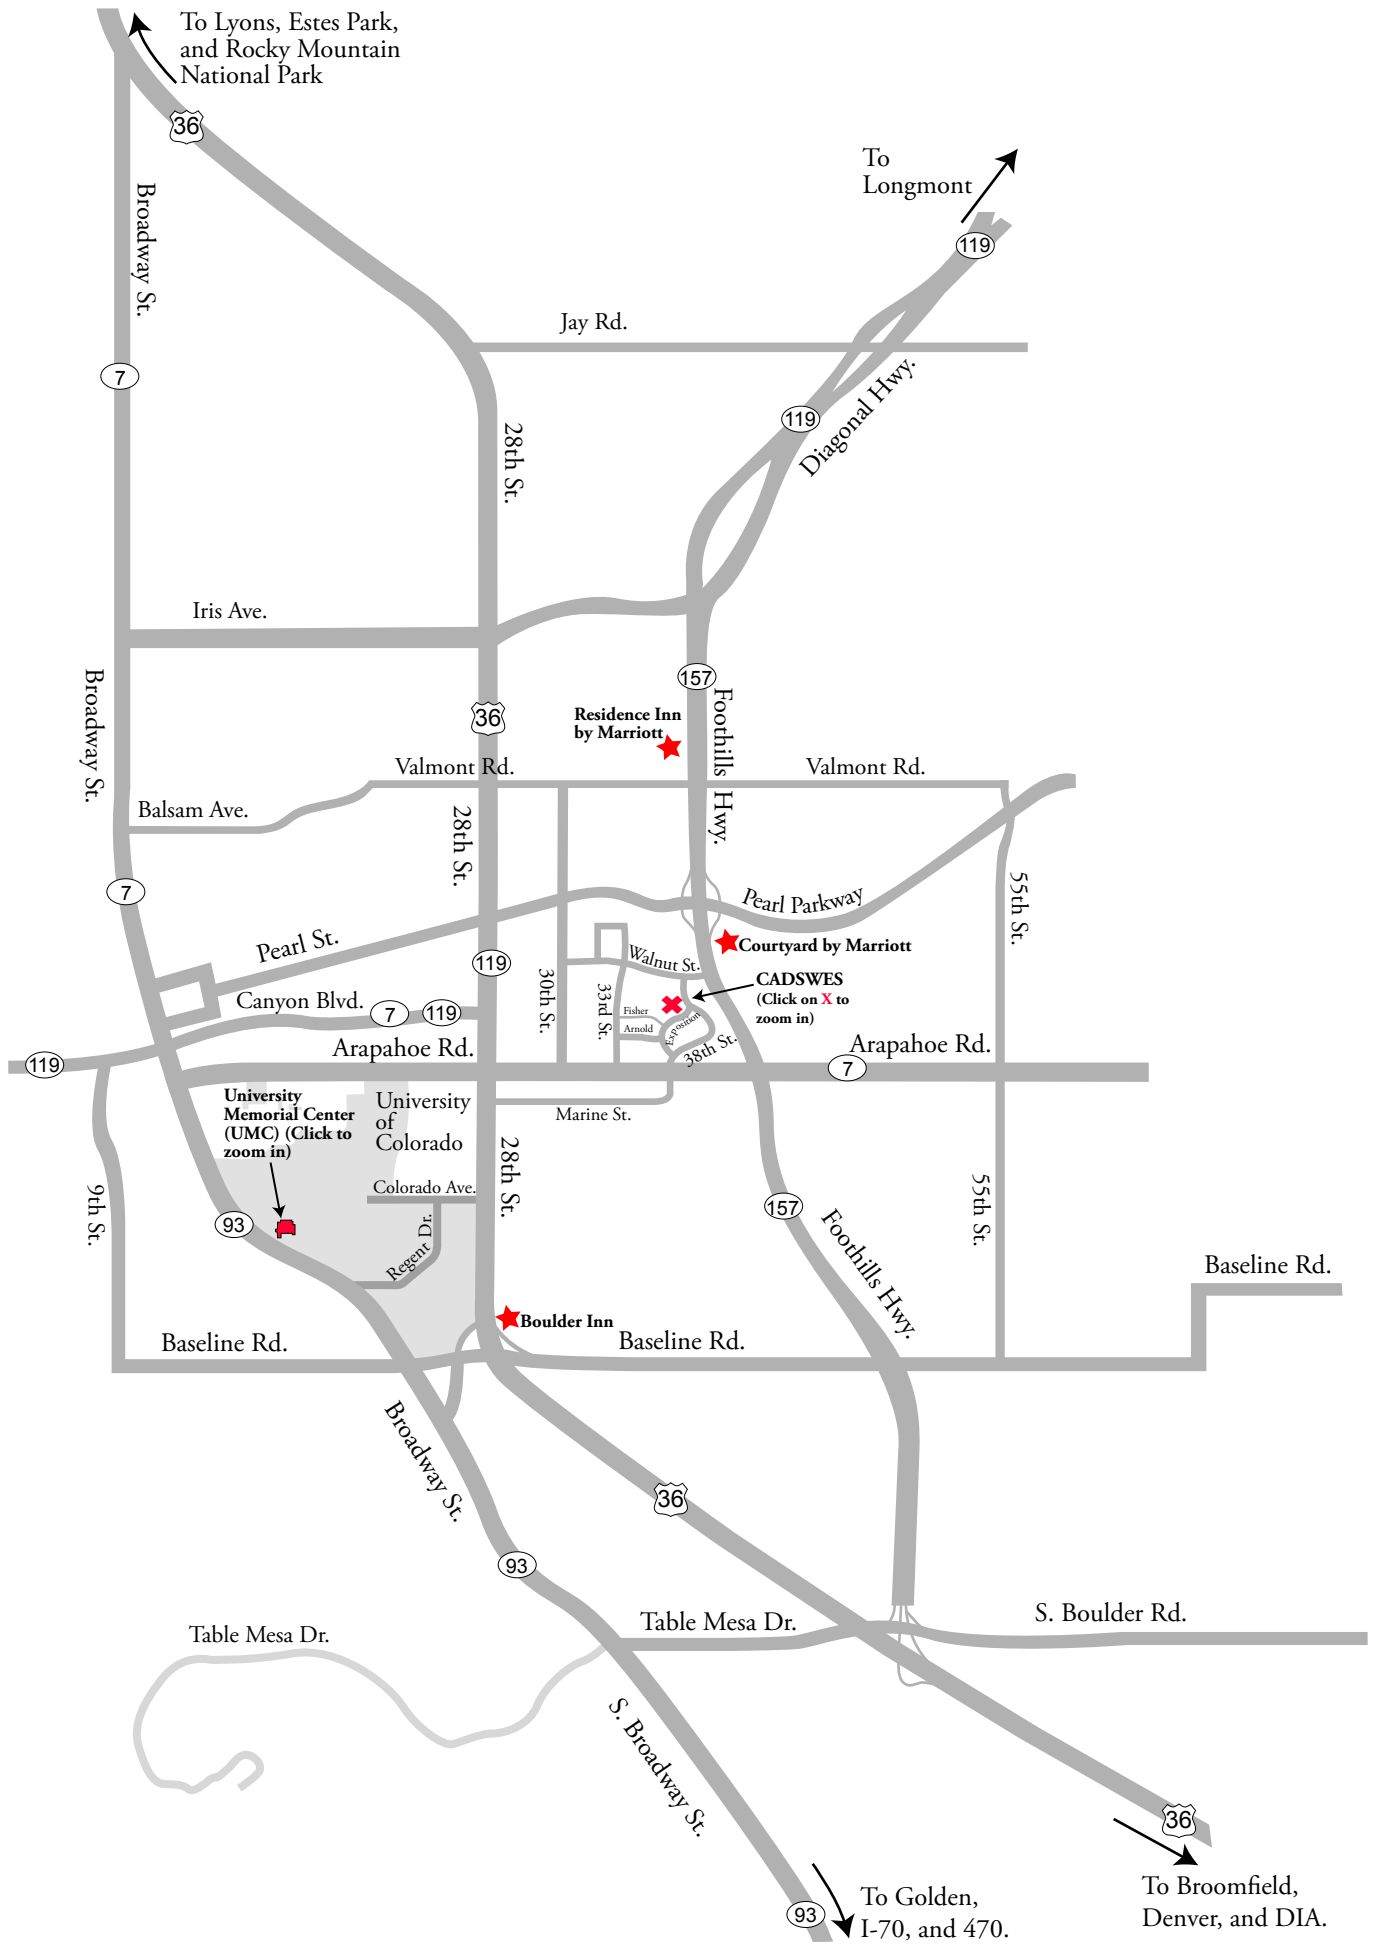 To Lyons, Estes Park,
and Rocky Mountain
National Park
36
To
Longmont
119
Broadway St.
Jay Rd.
7
Diagonal Hwy.
119
28th St.
Iris Ave.
157
Broadway St.
Foothills Hwy.
Residence Inn
by Marriott
36
Valmont Rd.
Valmont Rd.
Balsam Ave.
28th St.
7
Pearl Parkway
55th St.
Pearl St.
Courtyard by Marriott
119
Walnut St.
CADSWES
(Click on X to
zoom in)
30th St.
33rd St.
Canyon Blvd.
7
119
Fisher
Arnold
Exposition
38th St.
Arapahoe Rd.
Arapahoe Rd.
119
7
University
Memorial Center
(UMC) (Click to
zoom in)
University
of
Colorado
Marine St.
28th St.
9th St.
Colorado Ave.
55th St.
157
93
Regent Dr.
Foothills Hwy.
Baseline Rd.
Boulder Inn
Baseline Rd.
Baseline Rd.
Broadway St.
36
93
Table Mesa Dr.
Table Mesa Dr.
S. Boulder Rd.
S. Broadway St.
36
To Broomfield,
Denver, and DIA.
93
To Golden,
I-70, and 470.